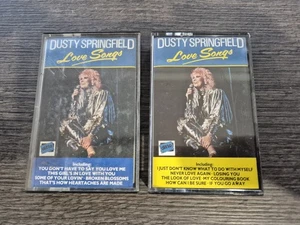 DUSTY SPRINGFIELD
Love Songs
Including:
YOU DON'T HAVE TO SAY YOU LOVE ME
THIS GIRL'S IN LOVE WITH YOU
SOME OF YOUR LOVIN' · BROKEN BLOSSOMS
THAT'S HOW HEARTACHES ARE MADE
DUSTY SPRINGFIELD
Love Songs
Including:
I JUST DON'T KNOW WHAT TO DO WITH MYSELF
NEVER LOVE AGAIN · LOSING YOU
THE LOOK OF LOVE · MY COLOURING BOOK
HOW CAN I BE SURE · IF YOU GO AWAY